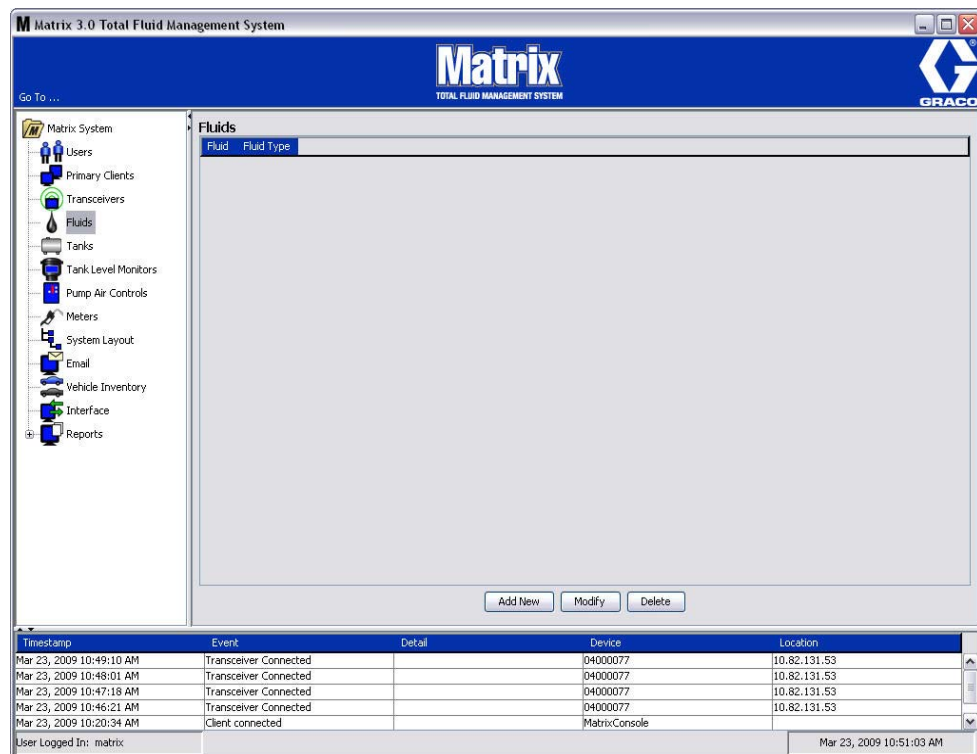 M Matrix 3.0 Total Fluid Management System
Matrix
TOTAL FLUID MANAGEMENT SYSTEM
GRACO
Go To ...
Matrix System
Users
Primary Clients
Transceivers
Fluids
Tanks
Tank Level Monitors
Pump Air Controls
Meters
System Layout
Email
Vehicle Inventory
Interface
Reports
Fluids
Fluid Fluid Type
Add New Modify Delete
Timestamp Event Detail Device Location
Mar 23, 2009 10:49:10 AM Transceiver Connected 04000077 10.82.131.53
Mar 23, 2009 10:48:01 AM Transceiver Connected 04000077 10.82.131.53
Mar 23, 2009 10:47:18 AM Transceiver Connected 04000077 10.82.131.53
Mar 23, 2009 10:46:21 AM Transceiver Connected 04000077 10.82.131.53
Mar 23, 2009 10:20:34 AM Client connected MatrixConsole
User Logged In: matrix Mar 23, 2009 10:51:03 AM